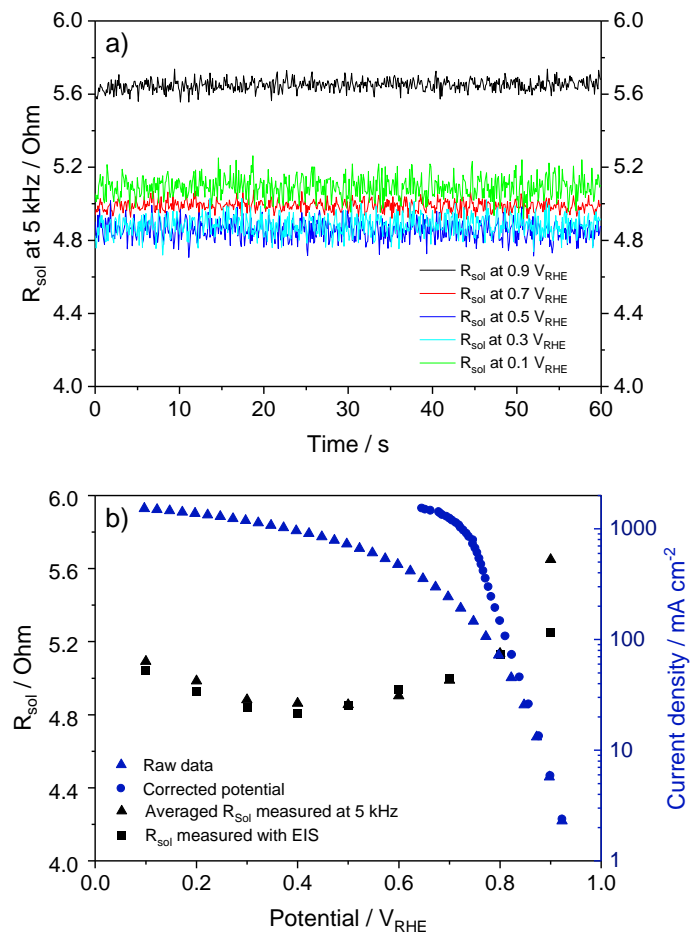 a)
6.0
5.6
5.2
4.8
4.4
4.0
6.0
5.6
5.2
4.8
4.4
4.0
R_sol at 5 kHz / Ohm
R_sol at 0.9 V_RHE
R_sol at 0.7 V_RHE
R_sol at 0.5 V_RHE
R_sol at 0.3 V_RHE
R_sol at 0.1 V_RHE
0 10 20 30 40 50 60
Time / s
b)
6.0
5.6
5.2
4.8
4.4
4.0
R_sol / Ohm
1000
100
10
1
Current density / mA cm⁻²
Raw data
Corrected potential
Averaged R_Sol measured at 5 kHz
R_sol measured with EIS
0.0 0.2 0.4 0.6 0.8 1.0
Potential / V_RHE